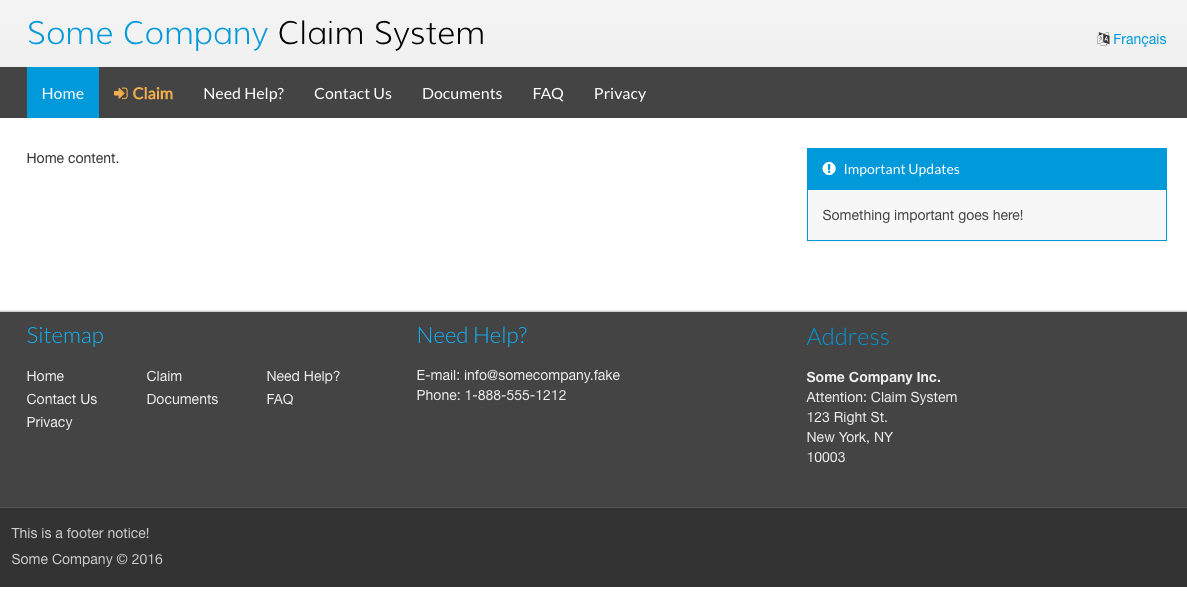 Some Company Claim System
Français
Home Claim Need Help? Contact Us Documents FAQ Privacy
Home content.
Important Updates
Something important goes here!
Sitemap
Home Claim Need Help?
Contact Us Documents FAQ
Privacy
Need Help?
E-mail: info@somecompany.fake
Phone: 1-888-555-1212
Address
Some Company Inc.
Attention: Claim System
123 Right St.
New York, NY
10003
This is a footer notice!
Some Company © 2016